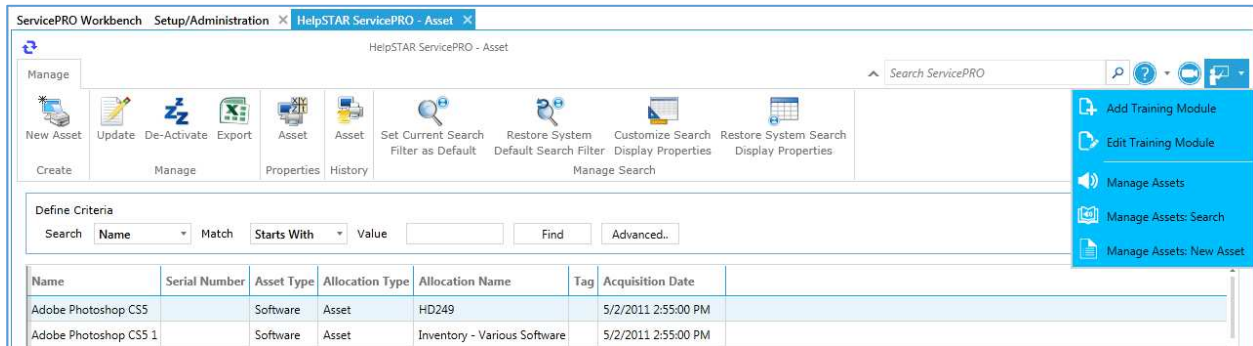 ServicePRO Workbench Setup/Administration HelpSTAR ServicePRO - Asset
HelpSTAR ServicePRO - Asset
Manage
Search ServicePRO
New Asset Update De-Activate Export Asset Asset Set Current Search Filter as Default Restore System Default Search Filter Customize Search Display Properties Restore System Search Display Properties
Create Manage Properties History Manage Search
Add Training Module
Edit Training Module
Manage Assets
Manage Assets: Search
Manage Assets: New Asset
Define Criteria
Search Name Match Starts With Value Find Advanced..
Name Serial Number Asset Type Allocation Type Allocation Name Tag Acquisition Date
Adobe Photoshop CS5 Software Asset HD249 5/2/2011 2:55:00 PM
Adobe Photoshop CS5 1 Software Asset Inventory - Various Software 5/2/2011 2:55:00 PM